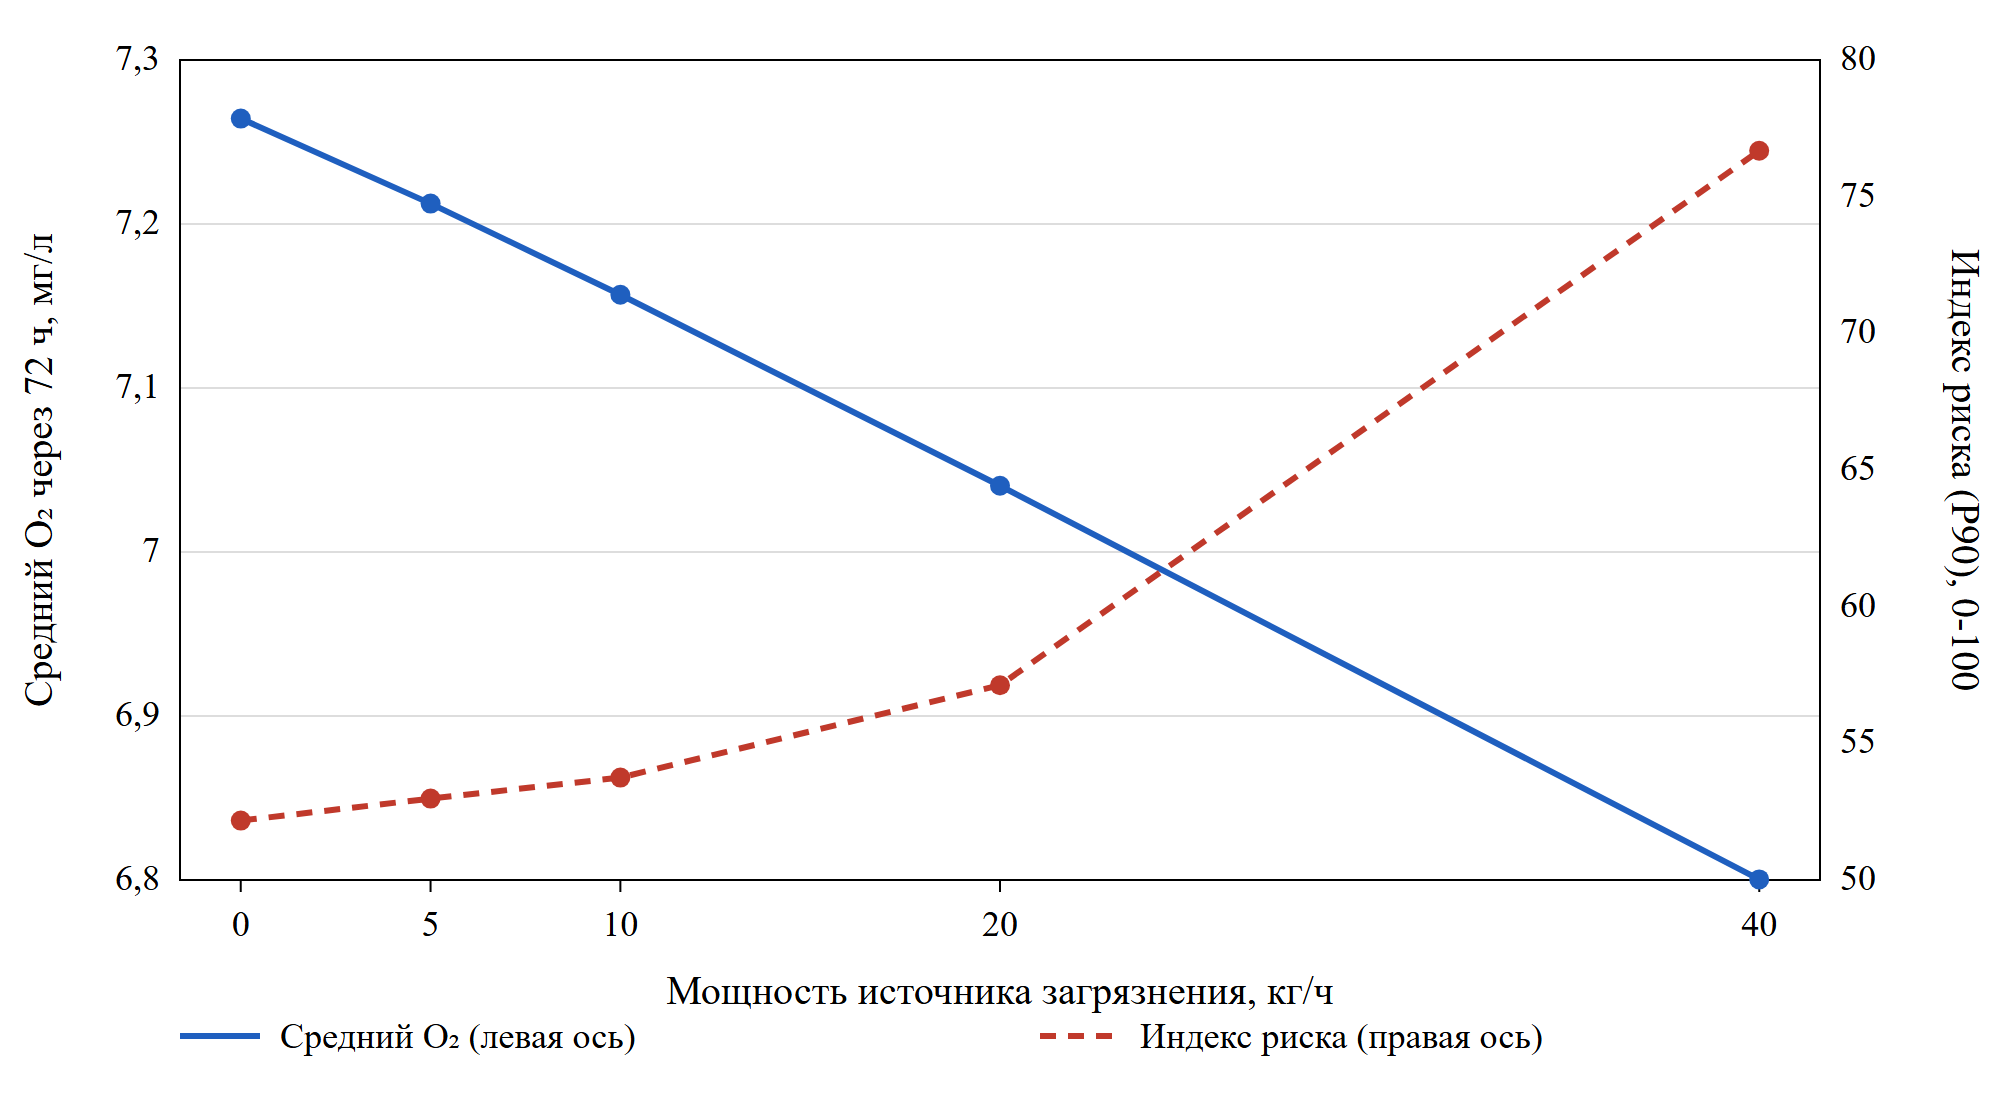 7,3
7,2
7,1
7
6,9
6,8
Средний O₂ через 72 ч, мг/л
80
75
70
65
60
55
50
Индекс риска (P90), 0-100
0 5 10 20 40
Мощность источника загрязнения, кг/ч
Средний O₂ (левая ось) Индекс риска (правая ось)